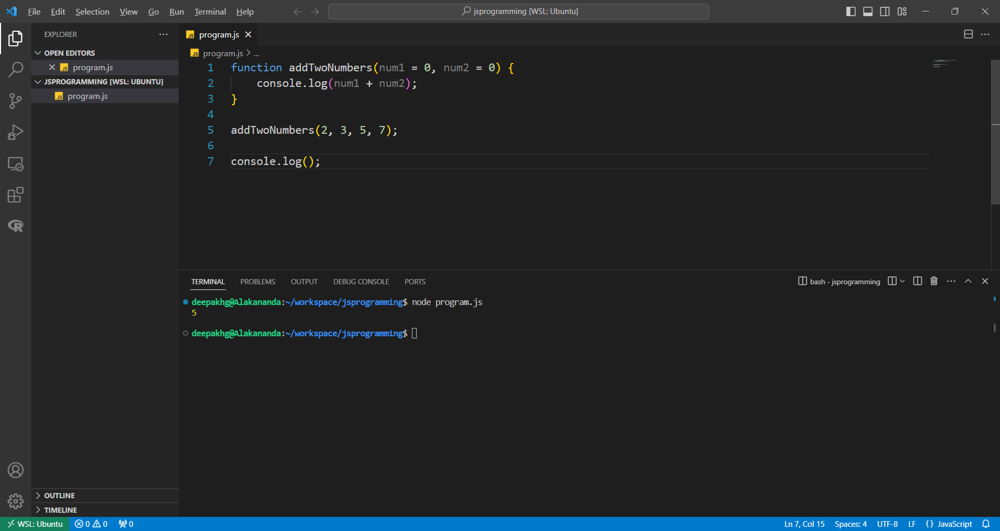 File Edit Selection View Go Run Terminal Help
jsprogramming [WSL: Ubuntu]
EXPLORER
OPEN EDITORS
program.js
JSPROGRAMMING [WSL: UBUNTU]
program.js
OUTLINE
TIMELINE
program.js
program.js > ...
1 function addTwoNumbers(num1 = 0, num2 = 0) {
2 console.log(num1 + num2);
3 }
4
5 addTwoNumbers(2, 3, 5, 7);
6
7 console.log();
TERMINAL PROBLEMS OUTPUT DEBUG CONSOLE PORTS
bash - jsprogramming
deepakhg@Alakananda:~/workspace/jsprogramming$ node program.js
5
deepakhg@Alakananda:~/workspace/jsprogramming$
WSL: Ubuntu 0 0 0 Ln 7, Col 15 Spaces: 4 UTF-8 LF {} JavaScript